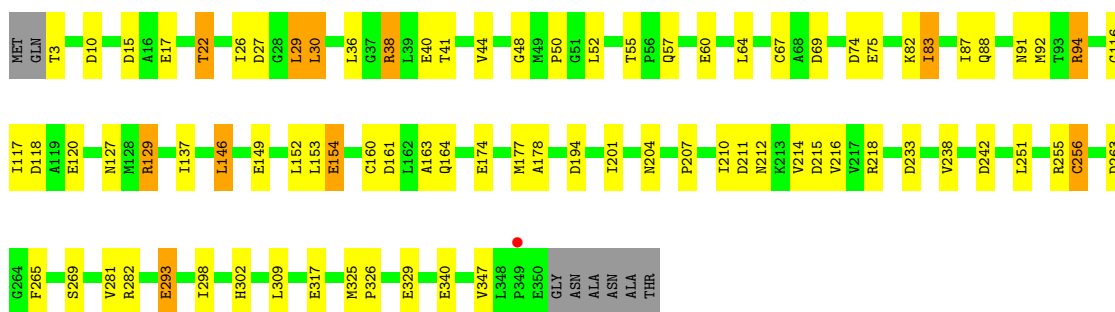 MET GLN T3 D10 D15 A16 E17 T22 I26 D27 G28 L29 L30 L36 G37 R38 L39 E40 T41 V44 G48 M49 P50 G51 L52 T55 P56 Q57 E60 L64 C67 A68 D69 D74 E75 K82 I83 I87 Q88 N91 M92 T93 R94 G116
I117 D118 A119 E120 N127 M128 R129 I137 L146 E149 L152 L153 E154 C160 D161 L162 A163 Q164 E174 M177 A178 D194 I201 N204 P207 I210 D211 N212 K213 V214 D215 V216 V217 R218 D233 V238 D242 L251 R255 C256 D263
G264 F265 S269 V281 R282 E293 I298 H302 L309 E317 M325 P326 E329 E340 V347 L348 P349 E350 GLY ASN ALA ASN ALA THR